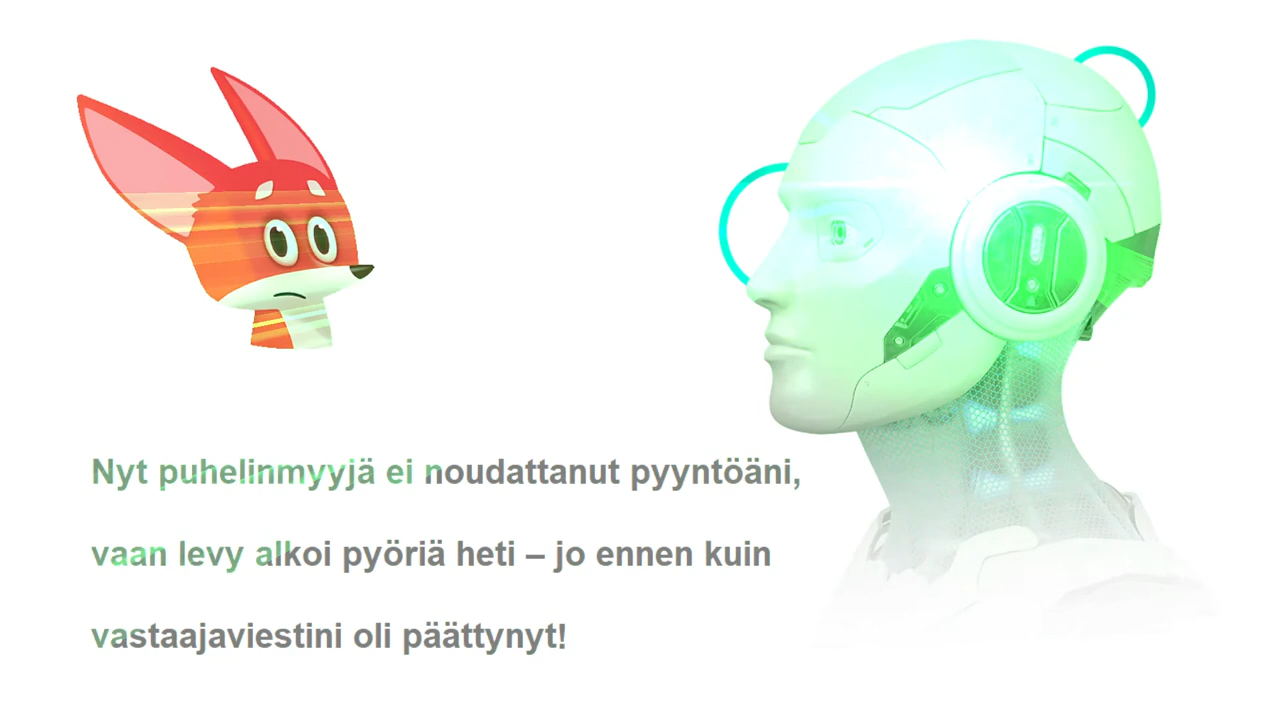 Nyt puhelinmyyjä ei noudattanut pyyntöäni,
vaan levy alkoi pyöriä heti – jo ennen kuin
vastaajaviestini oli päättynyt!